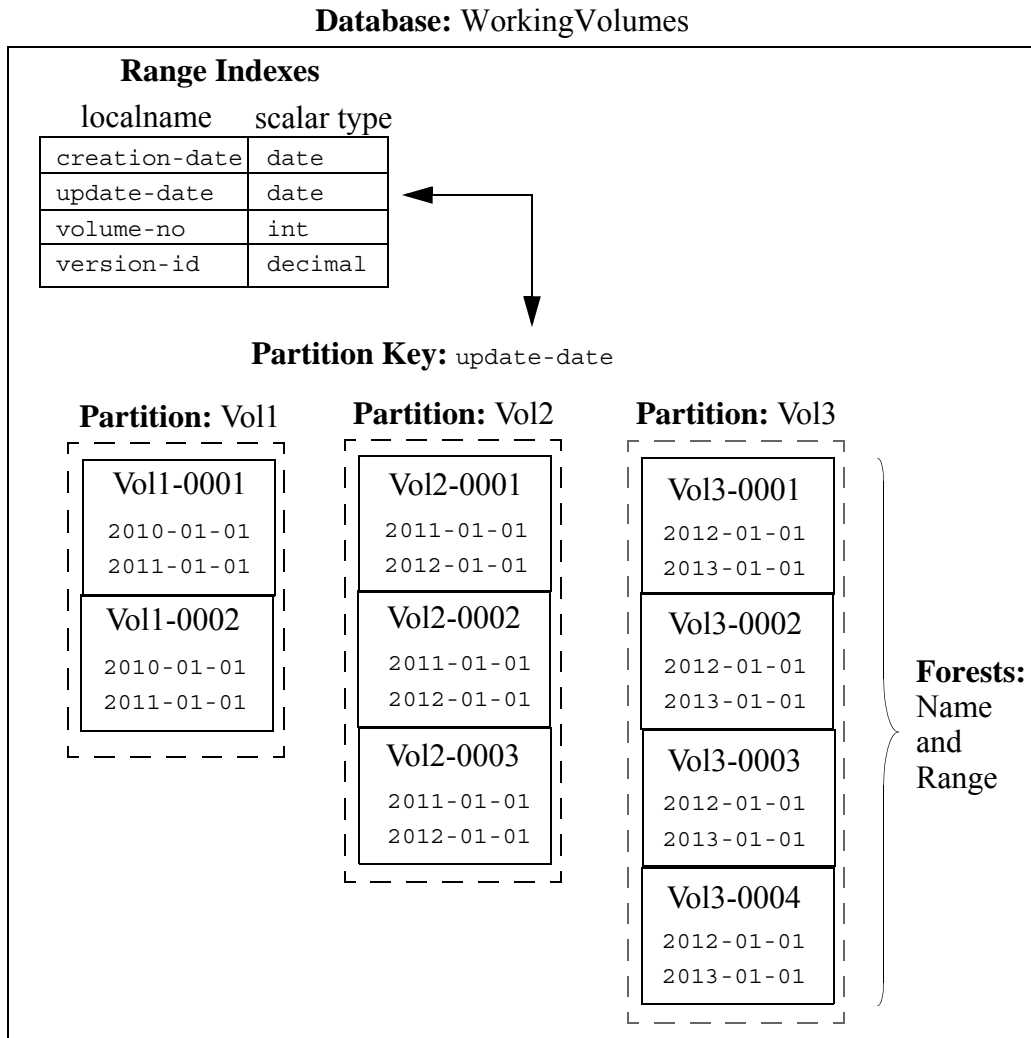 Database: WorkingVolumes
Range Indexes
localname scalar type
creation-date date
update-date date
volume-no int
version-id decimal
Partition Key: update-date
Partition: Vol1
Vol1-0001
2010-01-01
2011-01-01
Vol1-0002
2010-01-01
2011-01-01
Partition: Vol2
Vol2-0001
2011-01-01
2012-01-01
Vol2-0002
2011-01-01
2012-01-01
Vol2-0003
2011-01-01
2012-01-01
Partition: Vol3
Vol3-0001
2012-01-01
2013-01-01
Vol3-0002
2012-01-01
2013-01-01
Vol3-0003
2012-01-01
2013-01-01
Vol3-0004
2012-01-01
2013-01-01
Forests:
Name
and
Range